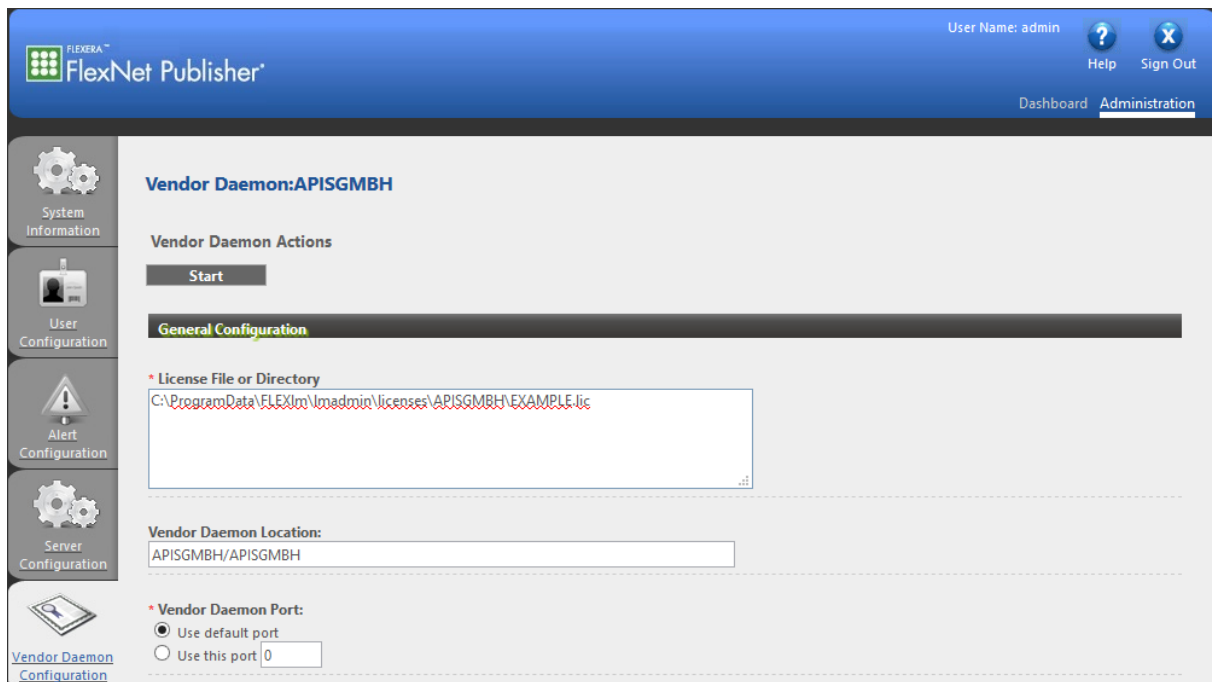 User Name: admin
?
X
Help
Sign Out
FLEXERA™
FlexNet Publisher®
Dashboard
Administration
System
Information
User
Configuration
Alert
Configuration
Server
Configuration
Vendor Daemon
Configuration
Vendor Daemon:APISGMBH
Vendor Daemon Actions
Start
General Configuration
* License File or Directory
C:\ProgramData\FLEXlm\lmadmin\licenses\APISGMBH\EXAMPLE.lic
Vendor Daemon Location:
APISGMBH/APISGMBH
* Vendor Daemon Port:
Use default port
Use this port 0